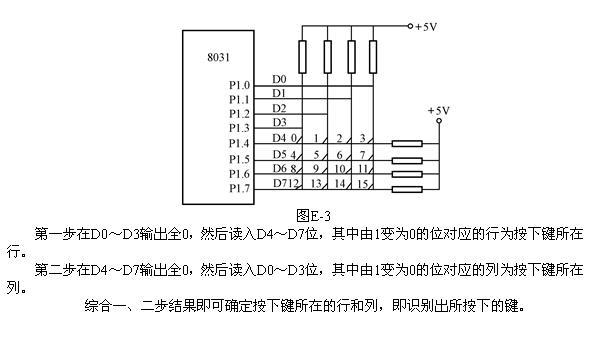 +5V
8031
+5V
P1.0 D0
P1.1 D1
P1.2 D2
P1.3 D3
P1.4 D4 0 1 2 3
P1.5 D5 4 5 6 7
P1.6 D6 8 9 10 11
P1.7 D7 12 13 14 15
图E-3
第一步在D0～D3输出全0，然后读入D4～D7位，其中由1变为0的位对应的行为按下键所在
行。
第二步在D4～D7输出全0，然后读入D0～D3位，其中由1变为0的位对应的列为按下键所在
列。
综合一、二步结果即可确定按下键所在的行和列，即识别出所按下的键。